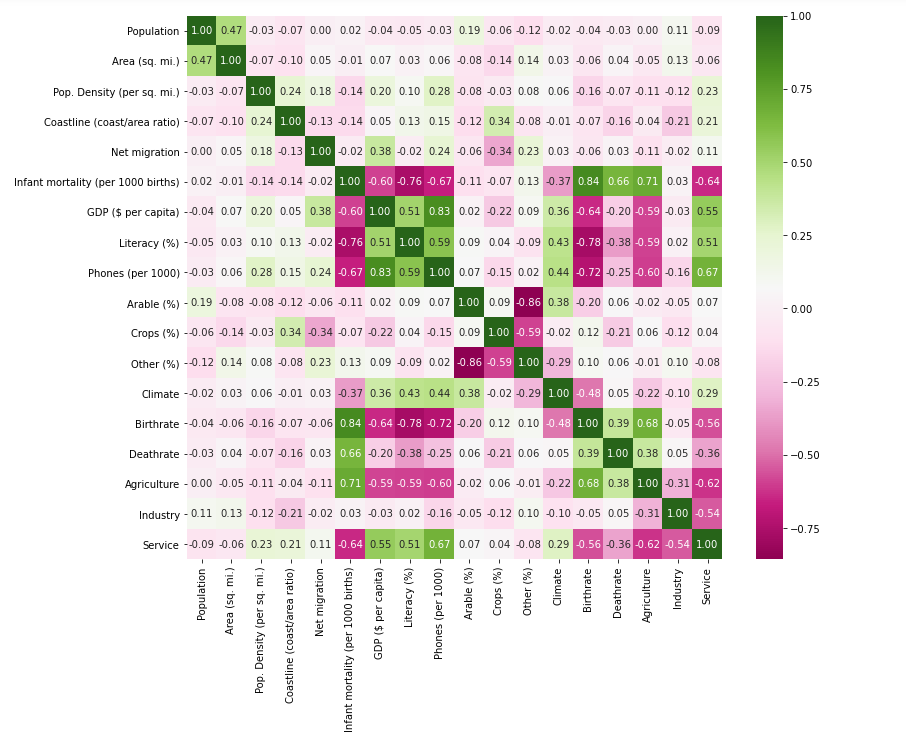 Population 1.00 0.47 -0.03 -0.07 0.00 0.02 -0.04 -0.05 -0.03 0.19 -0.06 -0.12 -0.02 -0.04 -0.03 0.00 0.11 -0.09
Area (sq. mi.) 0.47 1.00 -0.07 -0.10 0.05 -0.01 0.07 0.03 0.06 -0.08 -0.14 0.14 0.03 -0.06 0.04 -0.05 0.13 -0.06
Pop. Density (per sq. mi.) -0.03 -0.07 1.00 0.24 0.18 -0.14 0.20 0.10 0.28 -0.08 -0.03 0.08 0.06 -0.16 -0.07 -0.11 -0.12 0.23
Coastline (coast/area ratio) -0.07 -0.10 0.24 1.00 -0.13 -0.14 0.05 0.13 0.15 -0.12 0.34 -0.08 -0.01 -0.07 -0.16 -0.04 -0.21 0.21
Net migration 0.00 0.05 0.18 -0.13 1.00 -0.02 0.38 -0.02 0.24 -0.06 -0.34 0.23 0.03 -0.06 0.03 -0.11 -0.02 0.11
Infant mortality (per 1000 births) 0.02 -0.01 -0.14 -0.14 -0.02 1.00 -0.60 -0.76 -0.67 -0.11 -0.07 0.13 -0.37 0.84 0.66 0.71 0.03 -0.64
GDP ($ per capita) -0.04 0.07 0.20 0.05 0.38 -0.60 1.00 0.51 0.83 0.02 -0.22 0.09 0.36 -0.64 -0.20 -0.59 -0.03 0.55
Literacy (%) -0.05 0.03 0.10 0.13 -0.02 -0.76 0.51 1.00 0.59 0.09 0.04 -0.09 0.43 -0.78 -0.38 -0.59 0.02 0.51
Phones (per 1000) -0.03 0.06 0.28 0.15 0.24 -0.67 0.83 0.59 1.00 0.07 -0.15 0.02 0.44 -0.72 -0.25 -0.60 -0.16 0.67
Arable (%) 0.19 -0.08 -0.08 -0.12 -0.06 -0.11 0.02 0.09 0.07 1.00 0.09 -0.86 0.38 -0.20 0.06 -0.02 -0.05 0.07
Crops (%) -0.06 -0.14 -0.03 0.34 -0.34 -0.07 -0.22 0.04 -0.15 0.09 1.00 -0.59 -0.02 0.12 -0.21 0.06 -0.12 0.04
Other (%) -0.12 0.14 0.08 -0.08 0.23 0.13 0.09 -0.09 0.02 -0.86 -0.59 1.00 -0.29 0.10 0.06 -0.01 0.10 -0.08
Climate -0.02 0.03 0.06 -0.01 0.03 -0.37 0.36 0.43 0.44 0.38 -0.02 -0.29 1.00 -0.48 0.05 -0.22 -0.10 0.29
Birthrate -0.04 -0.06 -0.16 -0.07 -0.06 0.84 -0.64 -0.78 -0.72 -0.20 0.12 0.10 -0.48 1.00 0.39 0.68 -0.05 -0.56
Deathrate -0.03 0.04 -0.07 -0.16 0.03 0.66 -0.20 -0.38 -0.25 0.06 -0.21 0.06 0.05 0.39 1.00 0.38 0.05 -0.36
Agriculture 0.00 -0.05 -0.11 -0.04 -0.11 0.71 -0.59 -0.59 -0.60 -0.02 0.06 -0.01 -0.22 0.68 0.38 1.00 -0.31 -0.62
Industry 0.11 0.13 -0.12 -0.21 -0.02 0.03 -0.03 0.02 -0.16 -0.05 -0.12 0.10 -0.10 -0.05 0.05 -0.31 1.00 -0.54
Service -0.09 -0.06 0.23 0.21 0.11 -0.64 0.55 0.51 0.67 0.07 0.04 -0.08 0.29 -0.56 -0.36 -0.62 -0.54 1.00
Population
Area (sq. mi.)
Pop. Density (per sq. mi.)
Coastline (coast/area ratio)
Net migration
Infant mortality (per 1000 births)
GDP ($ per capita)
Literacy (%)
Phones (per 1000)
Arable (%)
Crops (%)
Other (%)
Climate
Birthrate
Deathrate
Agriculture
Industry
Service
1.00
0.75
0.50
0.25
0.00
−0.25
−0.50
−0.75